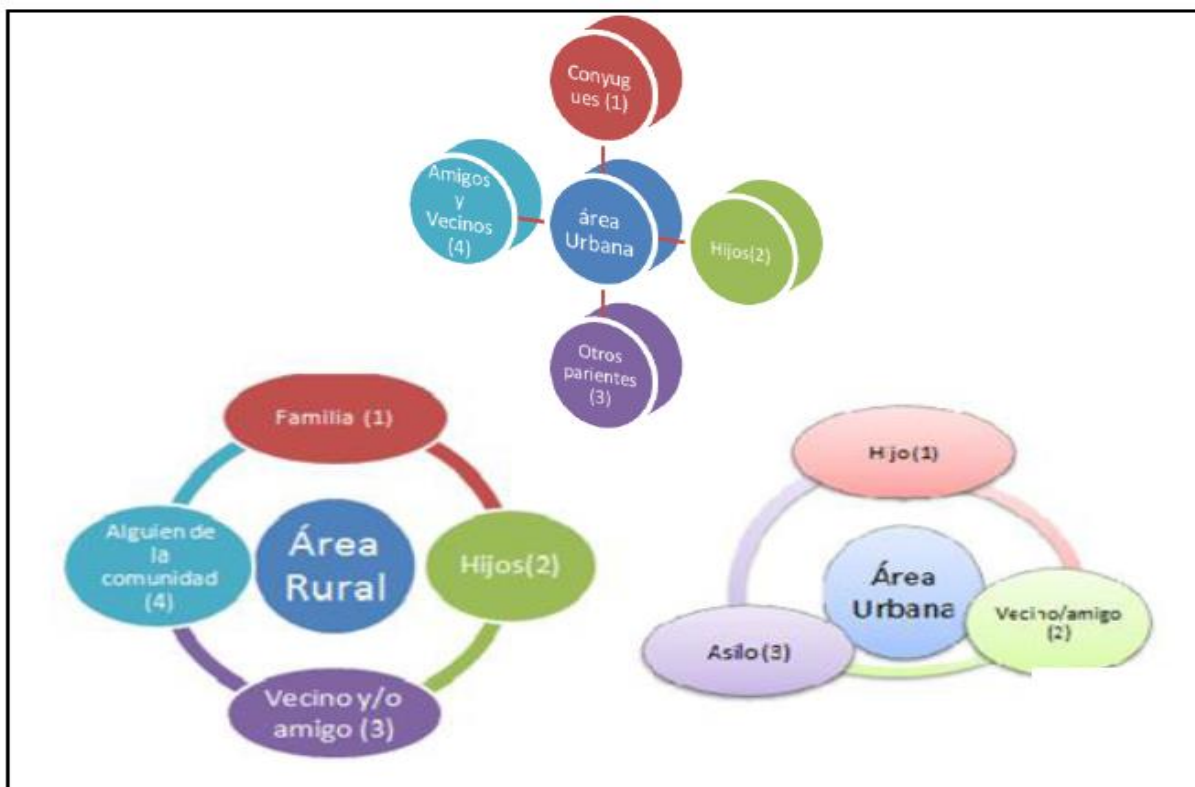 Conyug
ues (1)
Amigos
y
Vecinos
(4)
área
Urbana
Hijos(2)
Otros
parientes
(3)
Familia (1)
Alguien de
la
comunidad
(4)
Área
Rural
Hijos(2)
Vecino y/o
amigo (3)
Hijo (1)
Área
Urbana
Vecino/amigo
(2)
Asilo (3)